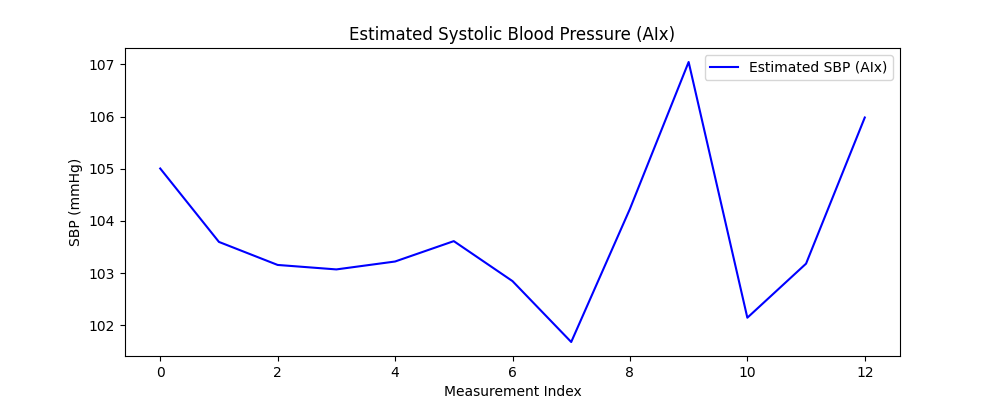 Estimated Systolic Blood Pressure (AIx)
Estimated SBP (AIx)
SBP (mmHg)
107
106
105
104
103
102
0 2 4 6 8 10 12
Measurement Index